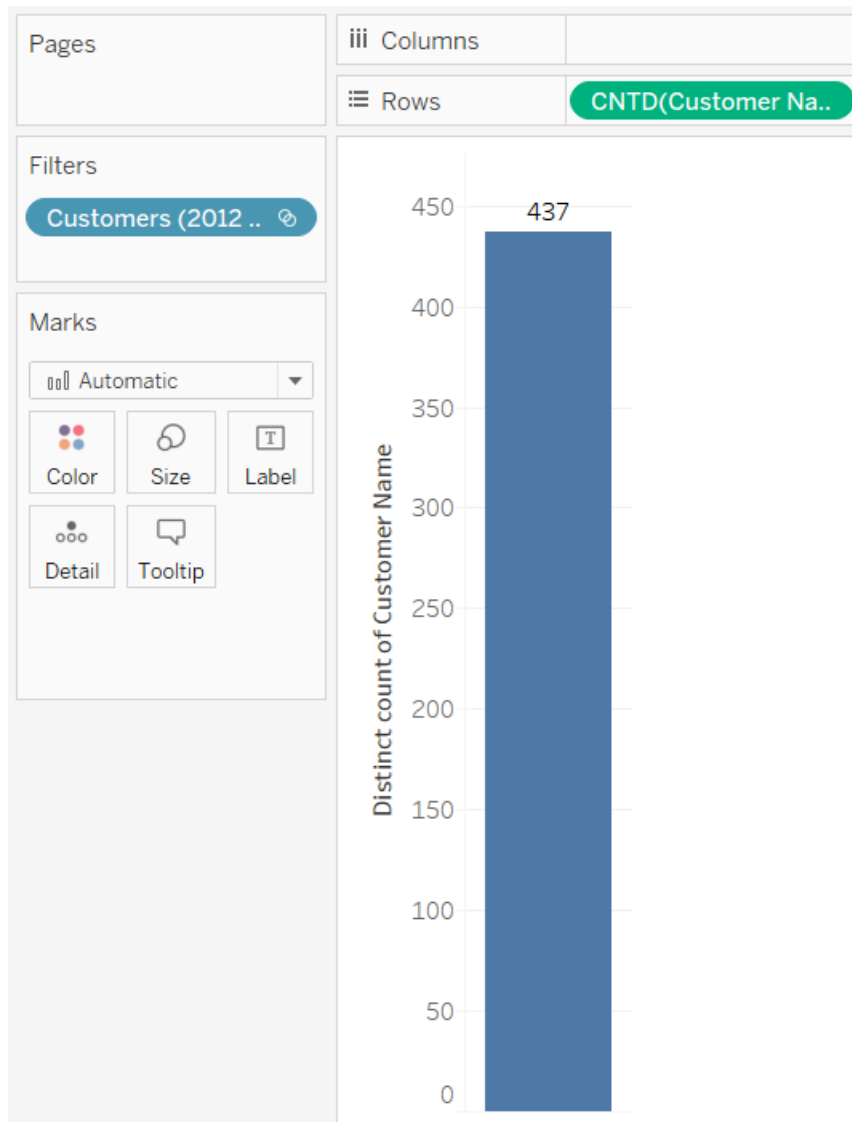 Pages
Columns
Rows
CNTD(Customer Na..
Filters
Customers (2012 ..
Marks
Automatic
Color
Size
Label
Detail
Tooltip
Distinct count of Customer Name
450
400
350
300
250
200
150
100
50
0
437